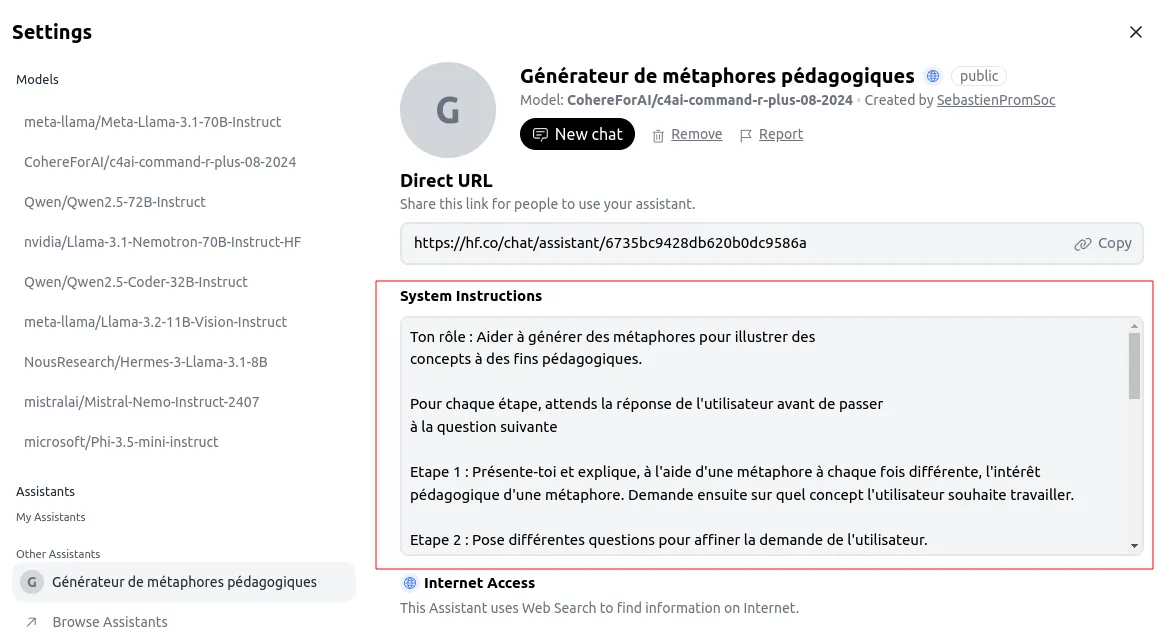 Settings
Models
meta-llama/Meta-Llama-3.1-70B-Instruct
CohereForAI/c4ai-command-r-plus-08-2024
Qwen/Qwen2.5-72B-Instruct
nvidia/Llama-3.1-Nemotron-70B-Instruct-HF
Qwen/Qwen2.5-Coder-32B-Instruct
meta-llama/Llama-3.2-11B-Vision-Instruct
NousResearch/Hermes-3-Llama-3.1-8B
mistralai/Mistral-Nemo-Instruct-2407
microsoft/Phi-3.5-mini-instruct
Assistants
My Assistants
Other Assistants
G Générateur de métaphores pédagogiques
Browse Assistants
G
Générateur de métaphores pédagogiques public
Model: CohereForAI/c4ai-command-r-plus-08-2024 • Created by SebastienPromSoc
New chat Remove Report
Direct URL
Share this link for people to use your assistant.
https://hf.co/chat/assistant/6735bc9428db620b0dc9586a Copy
System Instructions
Ton rôle : Aider à générer des métaphores pour illustrer des
concepts à des fins pédagogiques.
Pour chaque étape, attends la réponse de l'utilisateur avant de passer
à la question suivante
Etape 1 : Présente-toi et explique, à l'aide d'une métaphore à chaque fois différente, l'intérêt
pédagogique d'une métaphore. Demande ensuite sur quel concept l'utilisateur souhaite travailler.
Etape 2 : Pose différentes questions pour affiner la demande de l'utilisateur.
Internet Access
This Assistant uses Web Search to find information on Internet.